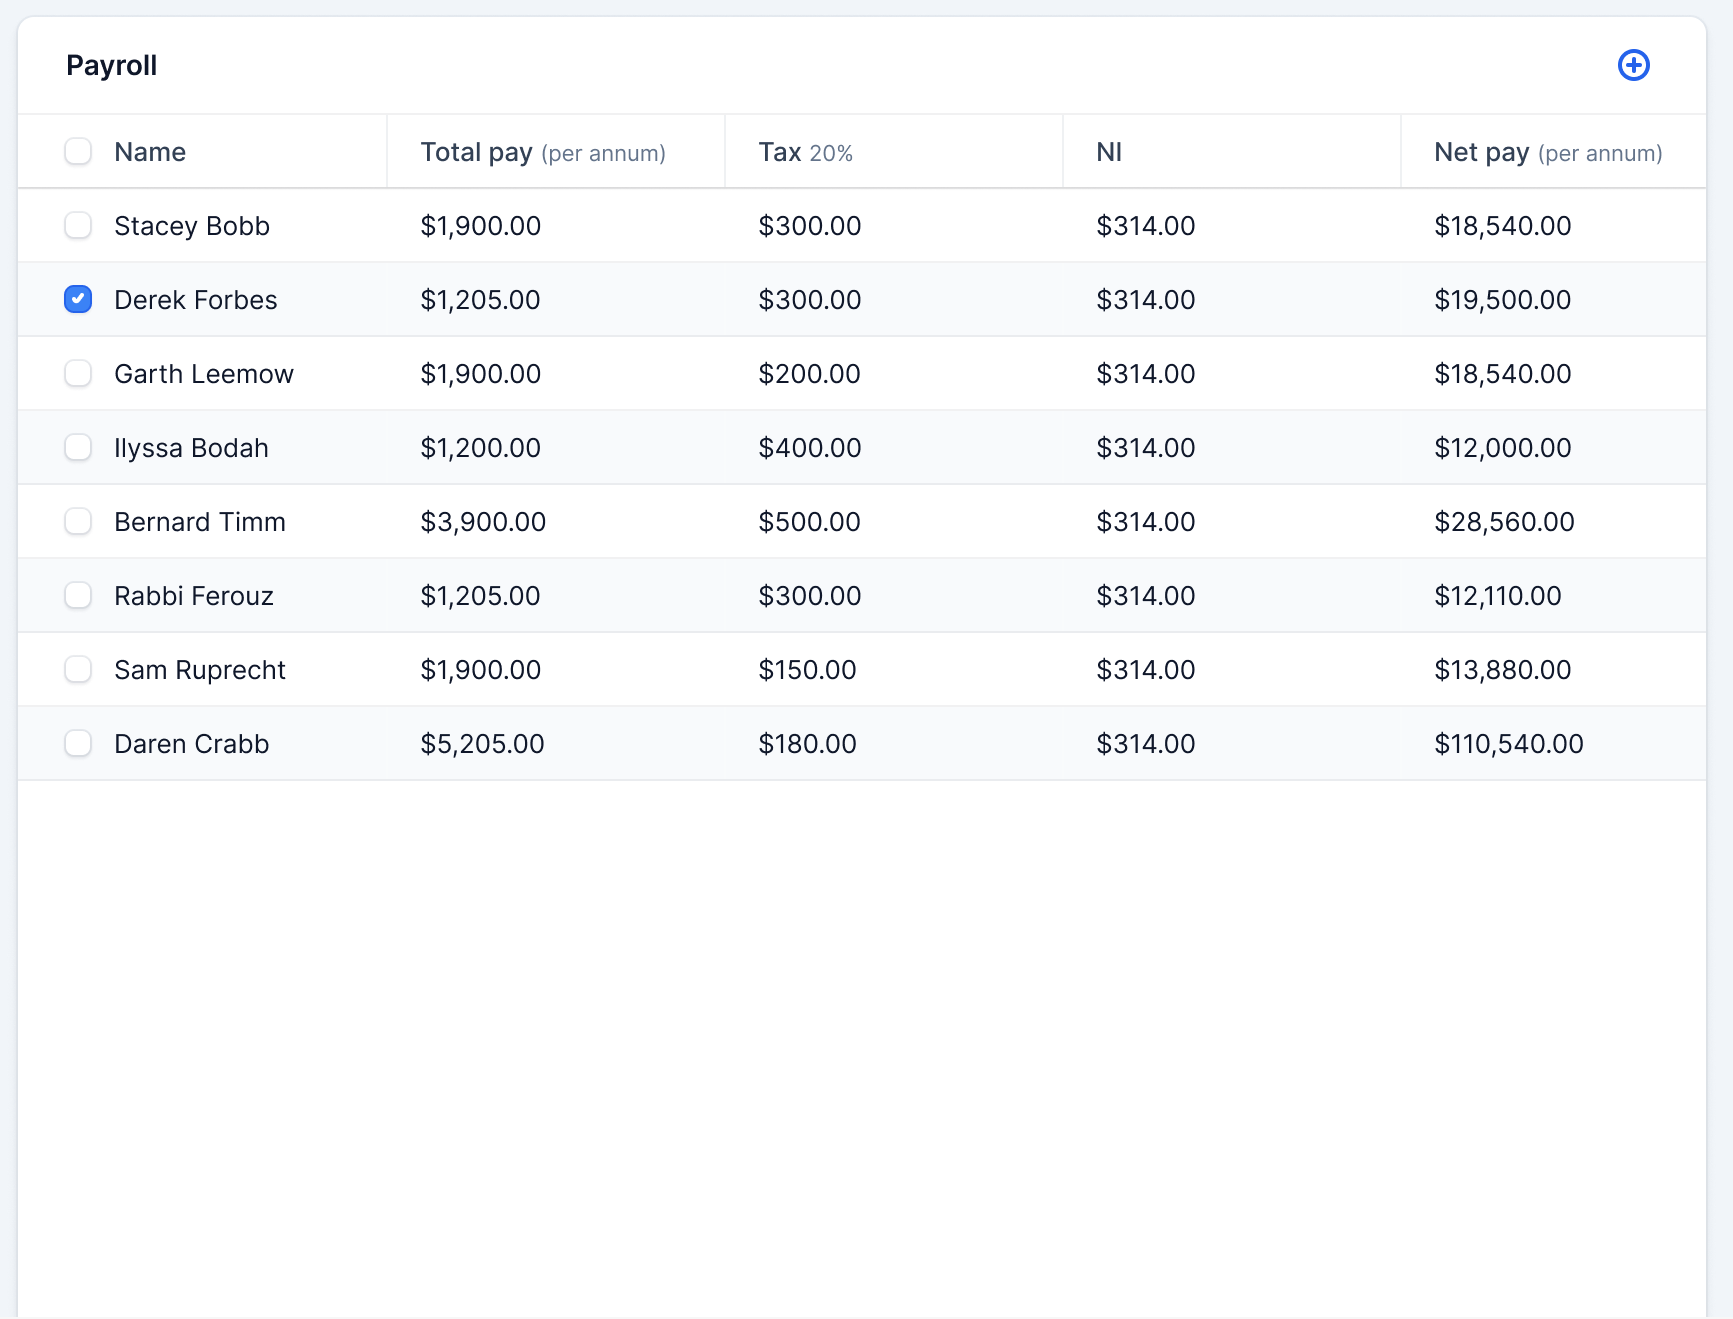 Payroll
Name Total pay (per annum) Tax 20% NI Net pay (per annum)
Stacey Bobb $1,900.00 $300.00 $314.00 $18,540.00
Derek Forbes $1,205.00 $300.00 $314.00 $19,500.00
Garth Leemow $1,900.00 $200.00 $314.00 $18,540.00
Ilyssa Bodah $1,200.00 $400.00 $314.00 $12,000.00
Bernard Timm $3,900.00 $500.00 $314.00 $28,560.00
Rabbi Ferouz $1,205.00 $300.00 $314.00 $12,110.00
Sam Ruprecht $1,900.00 $150.00 $314.00 $13,880.00
Daren Crabb $5,205.00 $180.00 $314.00 $110,540.00